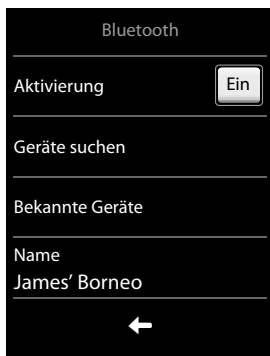 Bluetooth
Aktivierung
Ein
Geräte suchen
Bekannte Geräte
Name
James’ Borneo